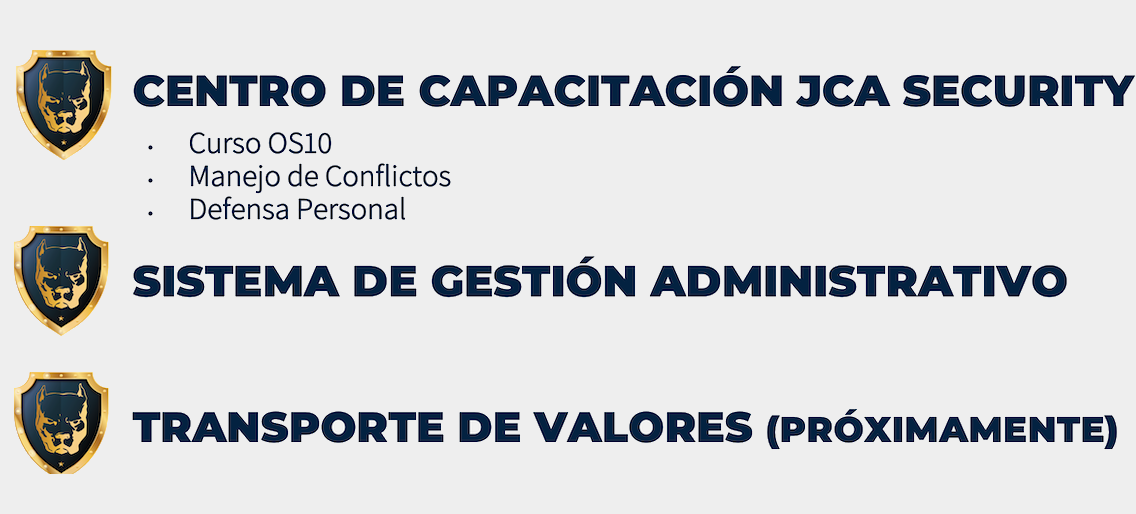 CENTRO DE CAPACITACIÓN JCA SECURITY
· Curso OS10
· Manejo de Conflictos
· Defensa Personal
SISTEMA DE GESTIÓN ADMINISTRATIVO
TRANSPORTE DE VALORES (PRÓXIMAMENTE)